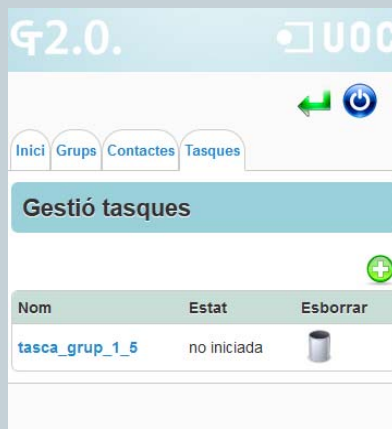 G2.0. UOC
Inici Grups Contactes Tasques
Gestió tasques
Nom Estat Esborrar
tasca_grup_1_5 no iniciada